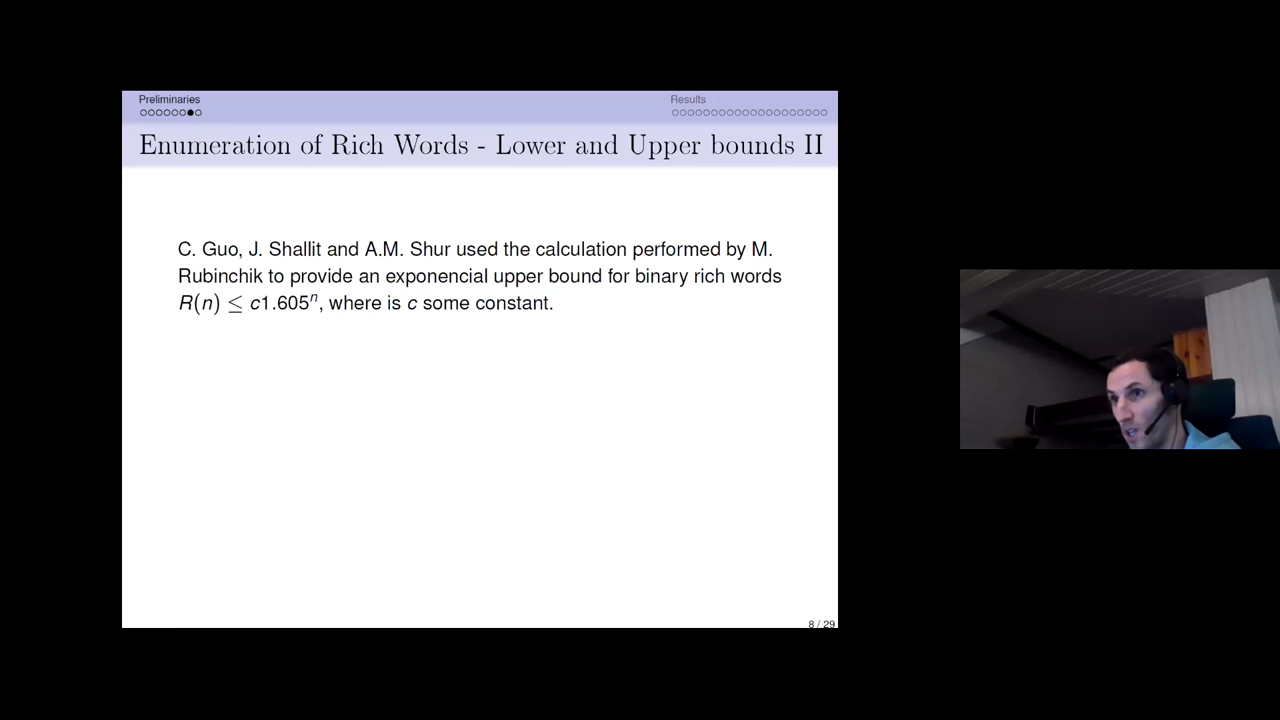 Preliminaries
Results
Enumeration of Rich Words - Lower and Upper bounds II
C. Guo, J. Shallit and A.M. Shur used the calculation performed by M.
Rubinchik to provide an exponencial upper bound for binary rich words
R(n) ≤ c1.605ⁿ, where is c some constant.
8 / 29